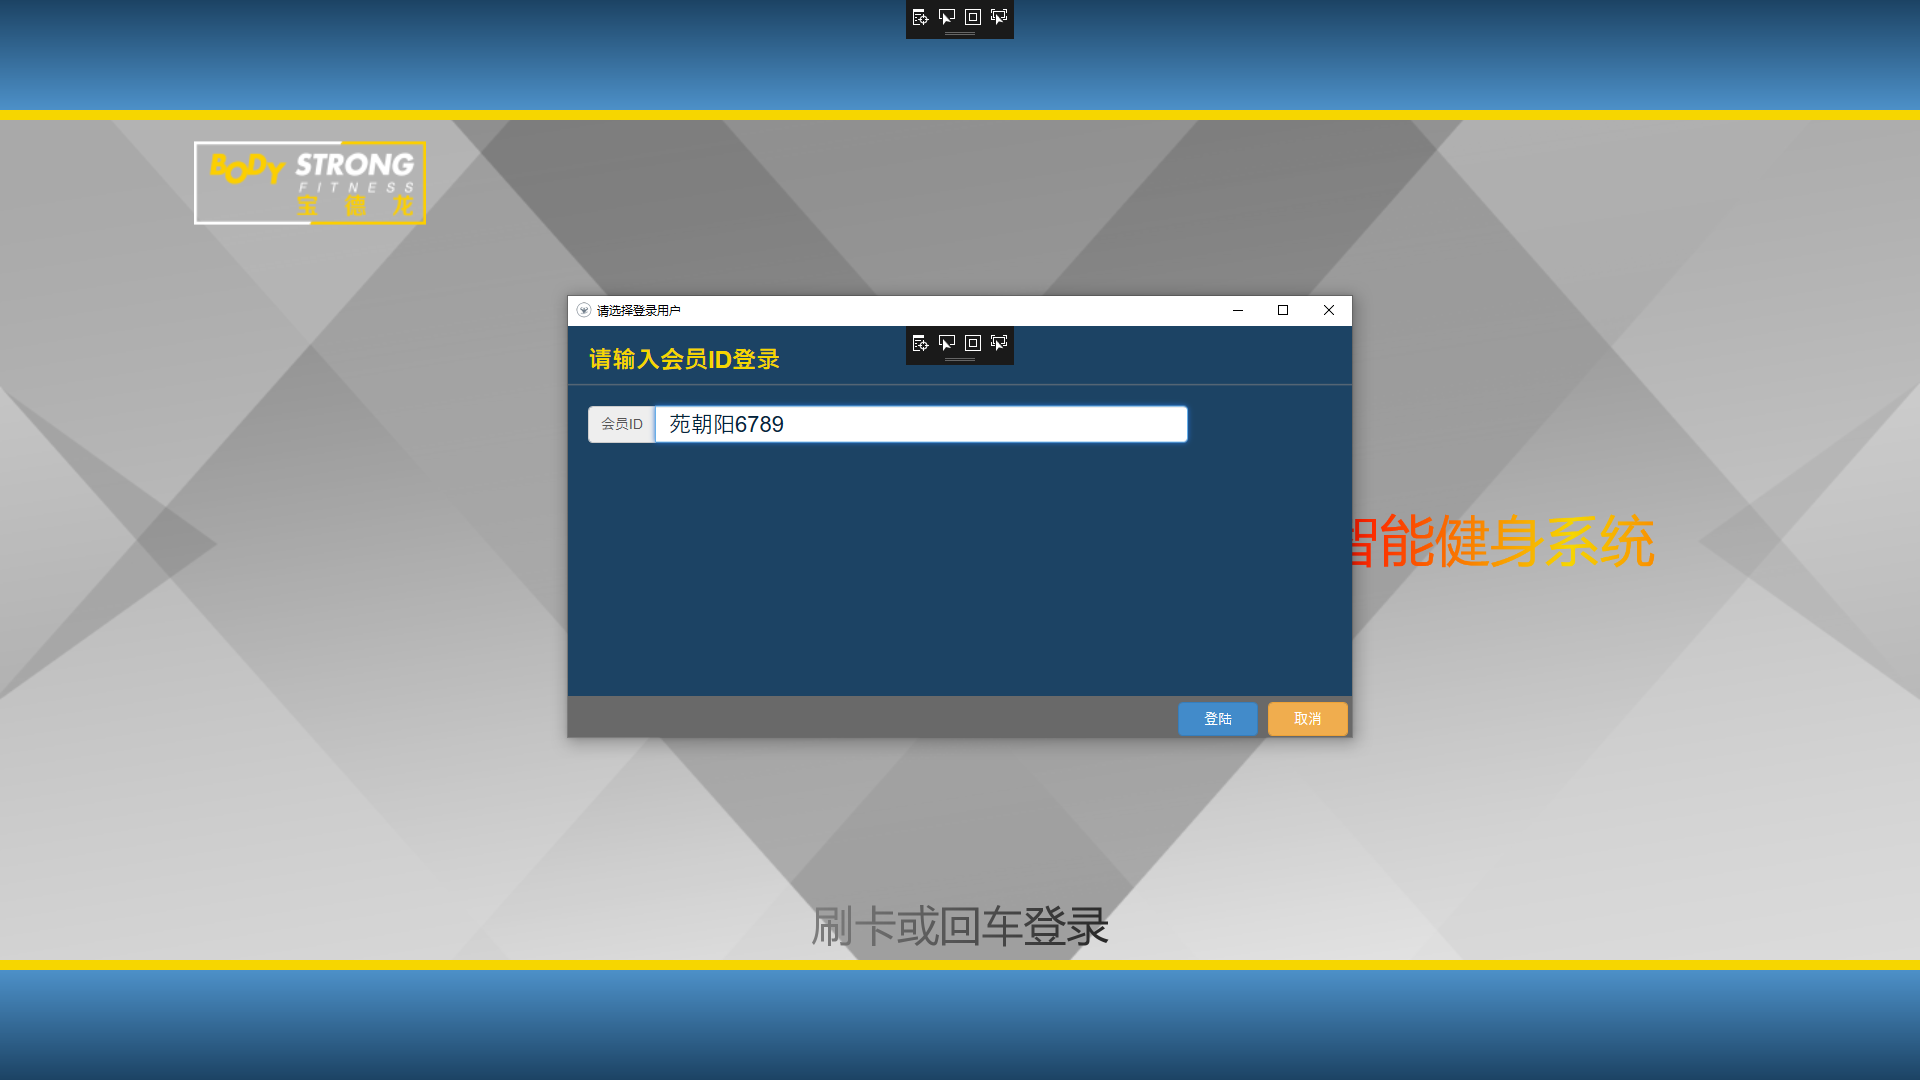 BODY STRONG
FITNESS
宝德龙
请选择登录用户
请输入会员ID登录
会员ID
苑朝阳6789
智能健身系统
登陆
取消
刷卡或回车登录